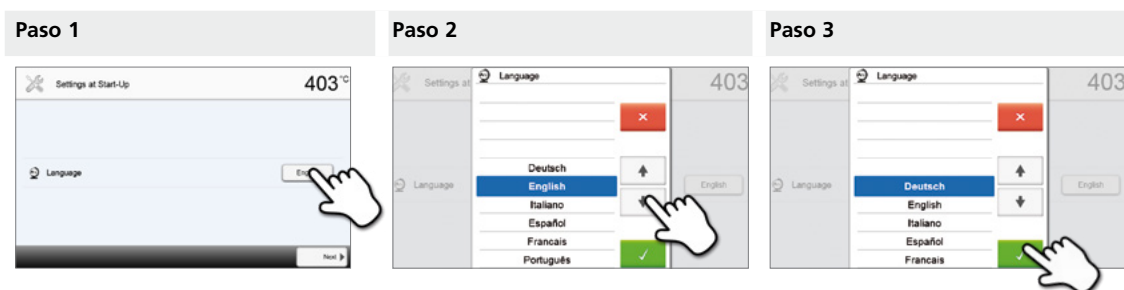 Paso 1
Settings at Start-Up
403 °C
Language
Next
Paso 2
Settings at
Language
403
Deutsch
English
Italiano
Español
Francais
Português
Language
English
Paso 3
Settings at
Language
403
Deutsch
English
Italiano
Español
Francais
Language
English